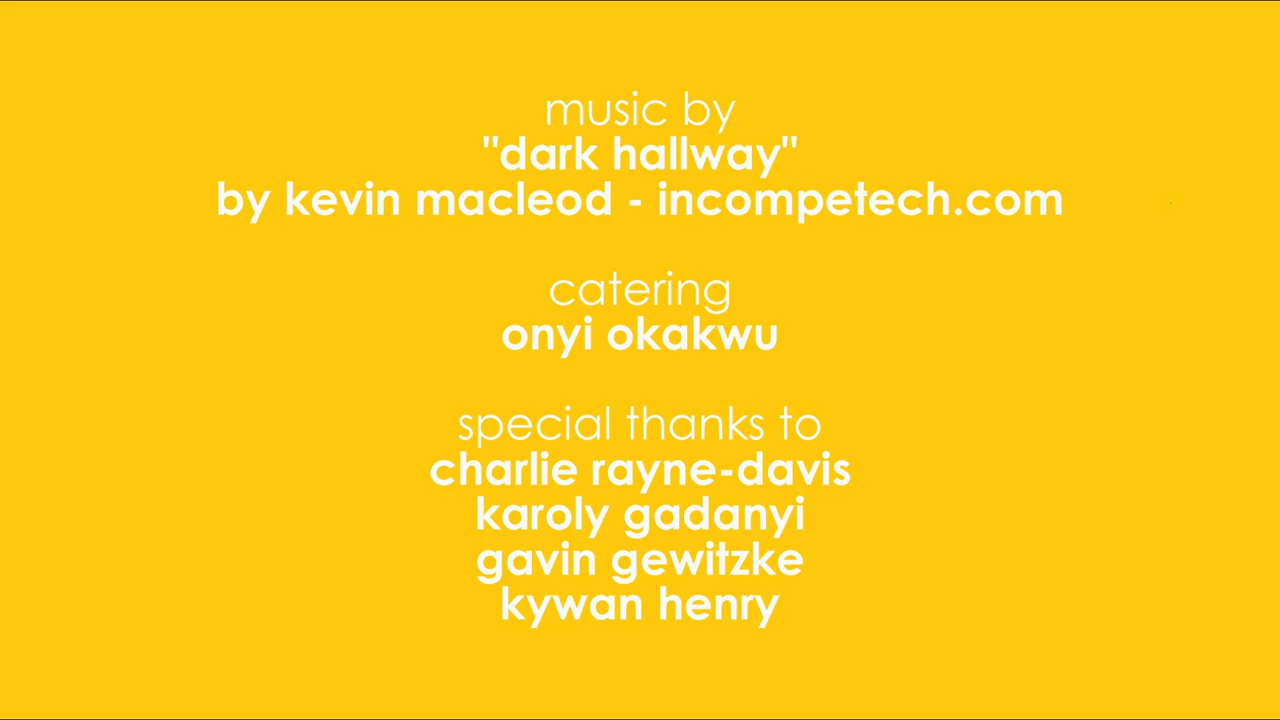 music by
"dark hallway"
by kevin macleod - incompetech.com
catering
onyi okakwu
special thanks to
charlie rayne-davis
karoly gadanyi
gavin gewitzke
kywan henry